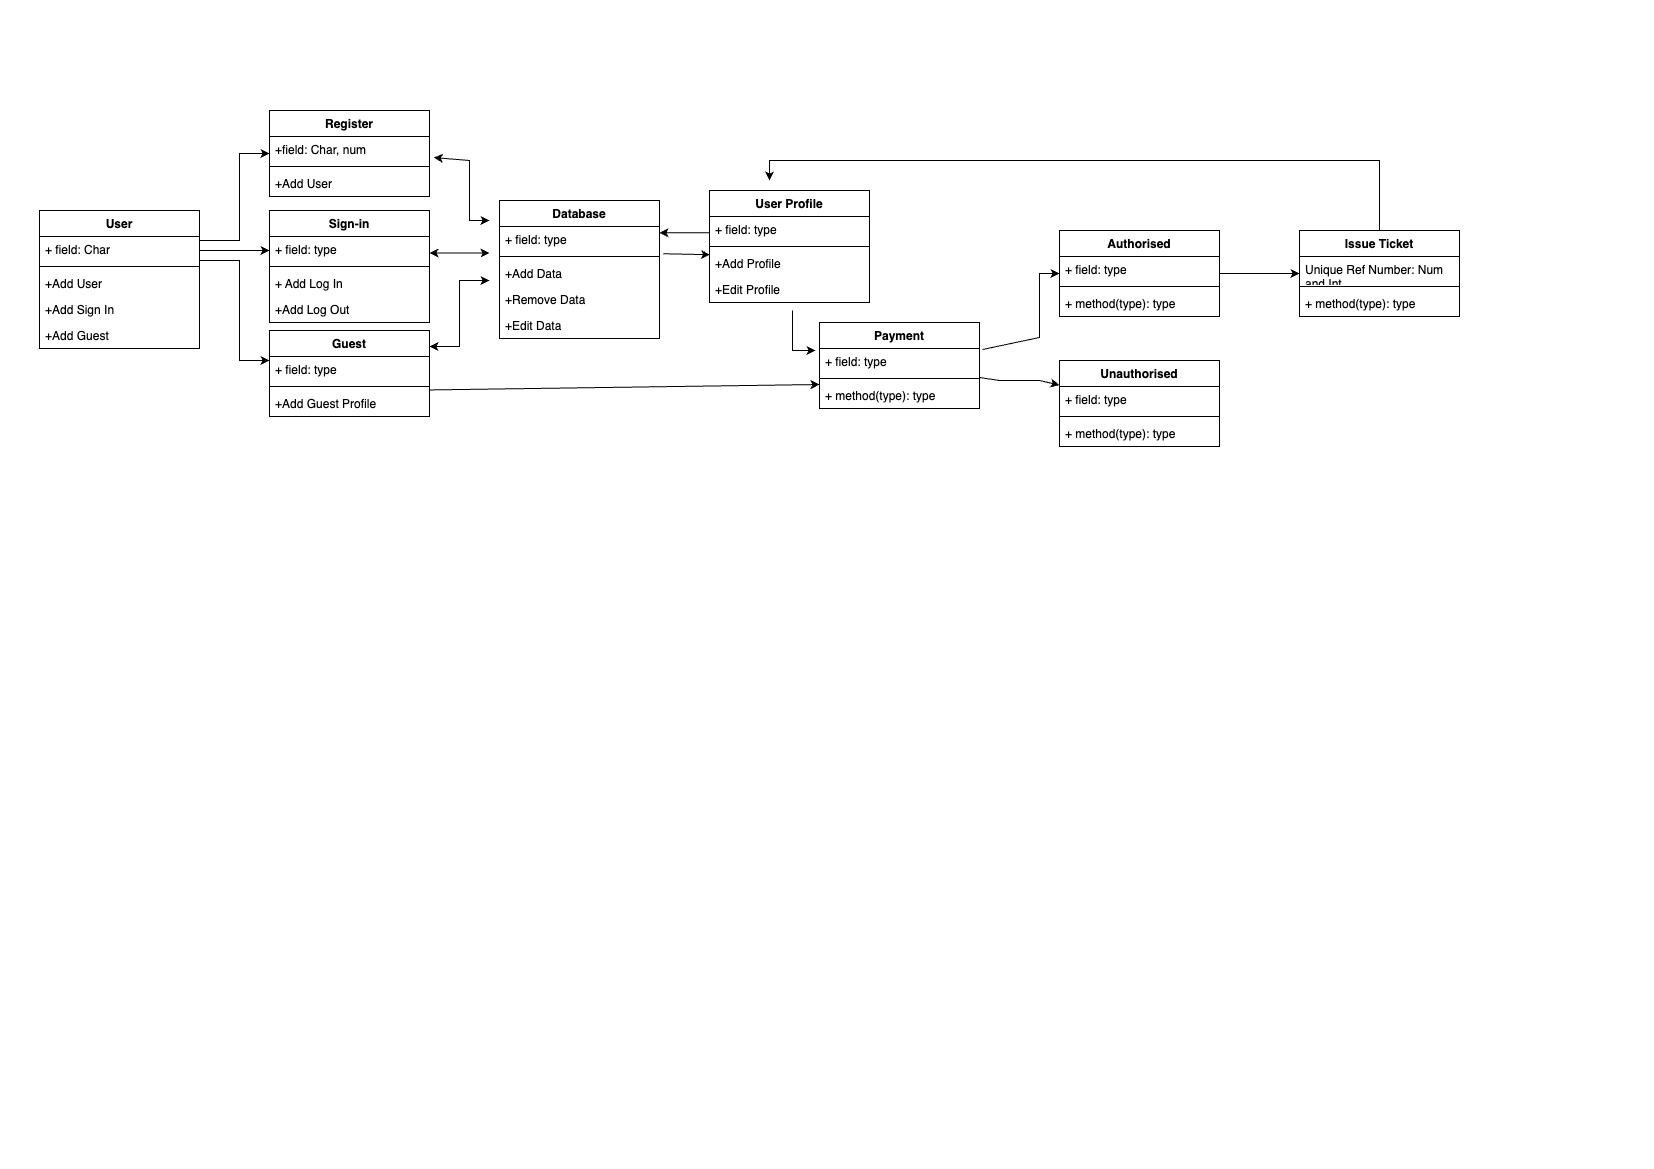 Register
+field: Char, num
+Add User
User
+ field: Char
+Add User
+Add Sign In
+Add Guest
Sign-in
+ field: type
+ Add Log In
+Add Log Out
Guest
+ field: type
+Add Guest Profile
Database
+ field: type
+Add Data
+Remove Data
+Edit Data
User Profile
+ field: type
+Add Profile
+Edit Profile
Payment
+ field: type
+ method(type): type
Authorised
+ field: type
+ method(type): type
Unauthorised
+ field: type
+ method(type): type
Issue Ticket
Unique Ref Number: Num
and Int
+ method(type): type